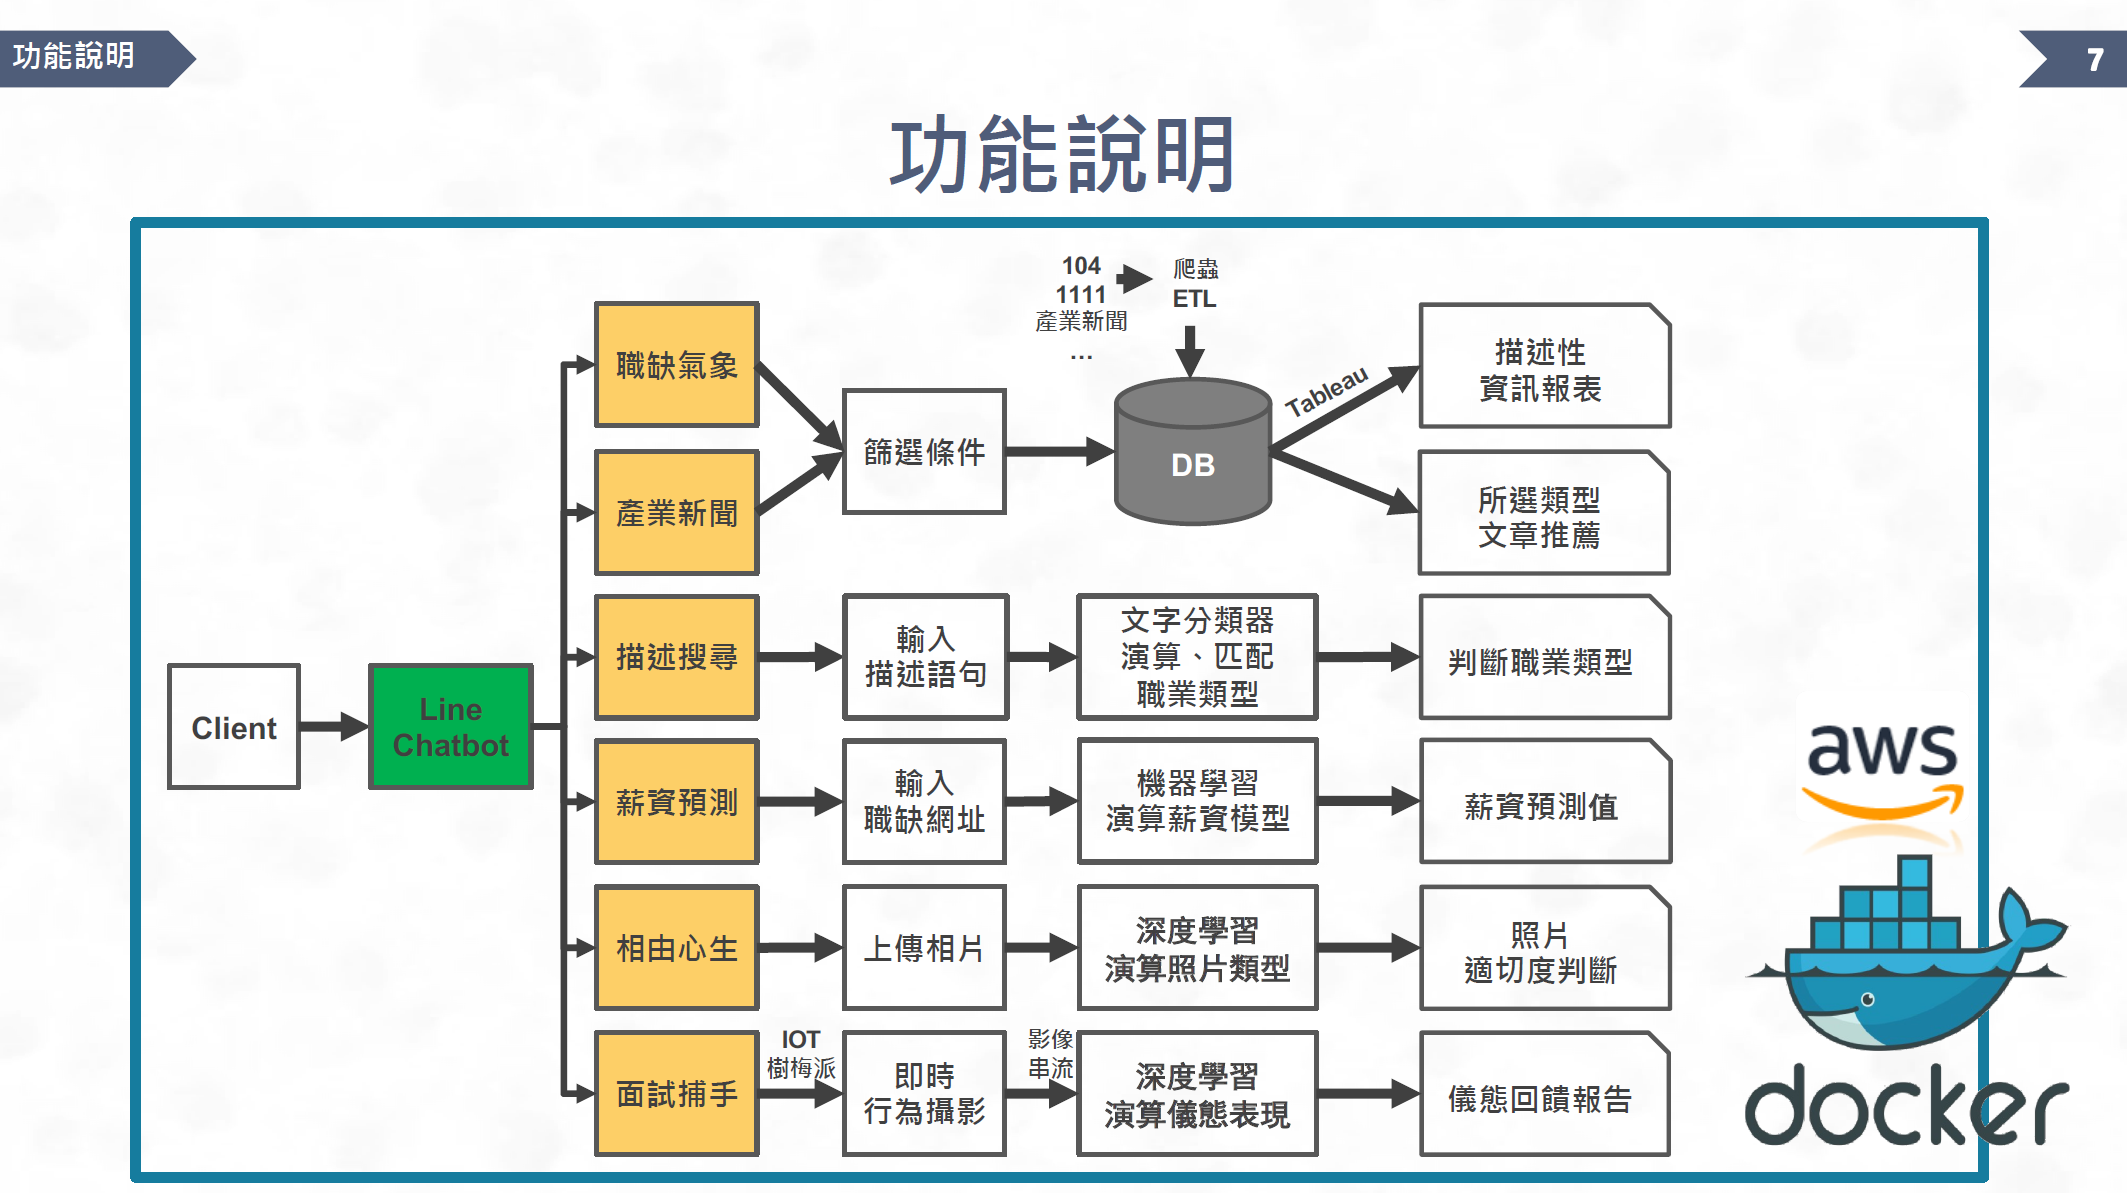 功能說明
7
功能說明
104
1111
產業新聞
...
爬蟲
ETL
職缺氣象
產業新聞
篩選條件
DB
Tableau
描述性
資訊報表
所選類型
文章推薦
Client
Line
Chatbot
描述搜尋
輸入
描述語句
文字分類器
演算、匹配
職業類型
判斷職業類型
薪資預測
輸入
職缺網址
機器學習
演算薪資模型
薪資預測值
相由心生
上傳相片
深度學習
演算照片類型
照片
適切度判斷
面試捕手
IOT
樹梅派
即時
行為攝影
影像
串流
深度學習
演算儀態表現
儀態回饋報告
aws
docker